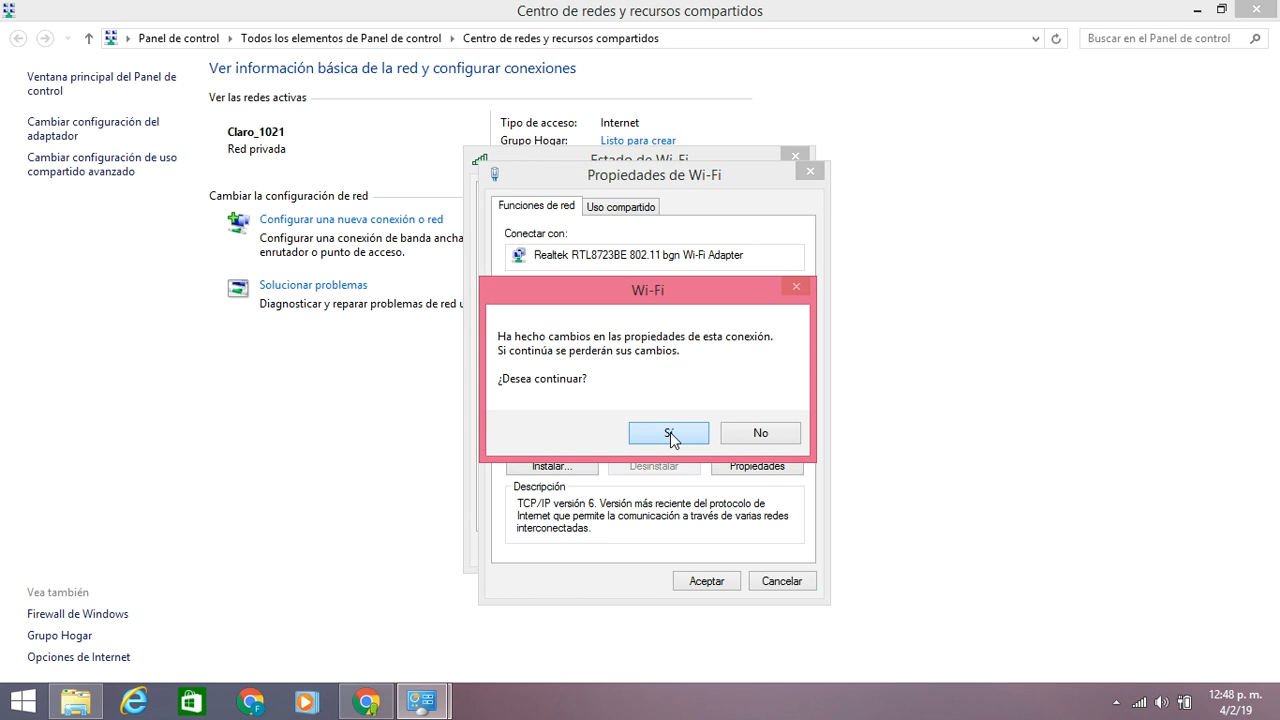 Centro de redes y recursos compartidos
Panel de control
Todos los elementos de Panel de control
Centro de redes y recursos compartidos
Buscar en el Panel de control
Ventana principal del Panel de
control
Cambiar configuración del
adaptador
Cambiar configuración de uso
compartido avanzado
Ver información básica de la red y configurar conexiones
Ver las redes activas
Claro_1021
Red privada
Tipo de acceso: Internet
Grupo Hogar: Listo para crear
Cambiar la configuración de red
Configurar una nueva conexión o red
Configurar una conexión de banda ancha
enrutador o punto de acceso.
Solucionar problemas
Diagnosticar y reparar problemas de red
Estado de Wi-Fi
Propiedades de Wi-Fi
Funciones de red
Uso compartido
Conectar con:
Realtek RTL8723BE 802.11 bgn Wi-Fi Adapter
Wi-Fi
Ha hecho cambios en las propiedades de esta conexión.
Si continúa se perderán sus cambios.
¿Desea continuar?
Sí
No
Instalar...
Desinstalar
Propiedades
Descripción
TCP/IP versión 6. Versión más reciente del protocolo de
Internet que permite la comunicación a través de varias redes
interconectadas.
Aceptar
Cancelar
Vea también
Firewall de Windows
Grupo Hogar
Opciones de Internet
12:48 p. m.
4/2/19